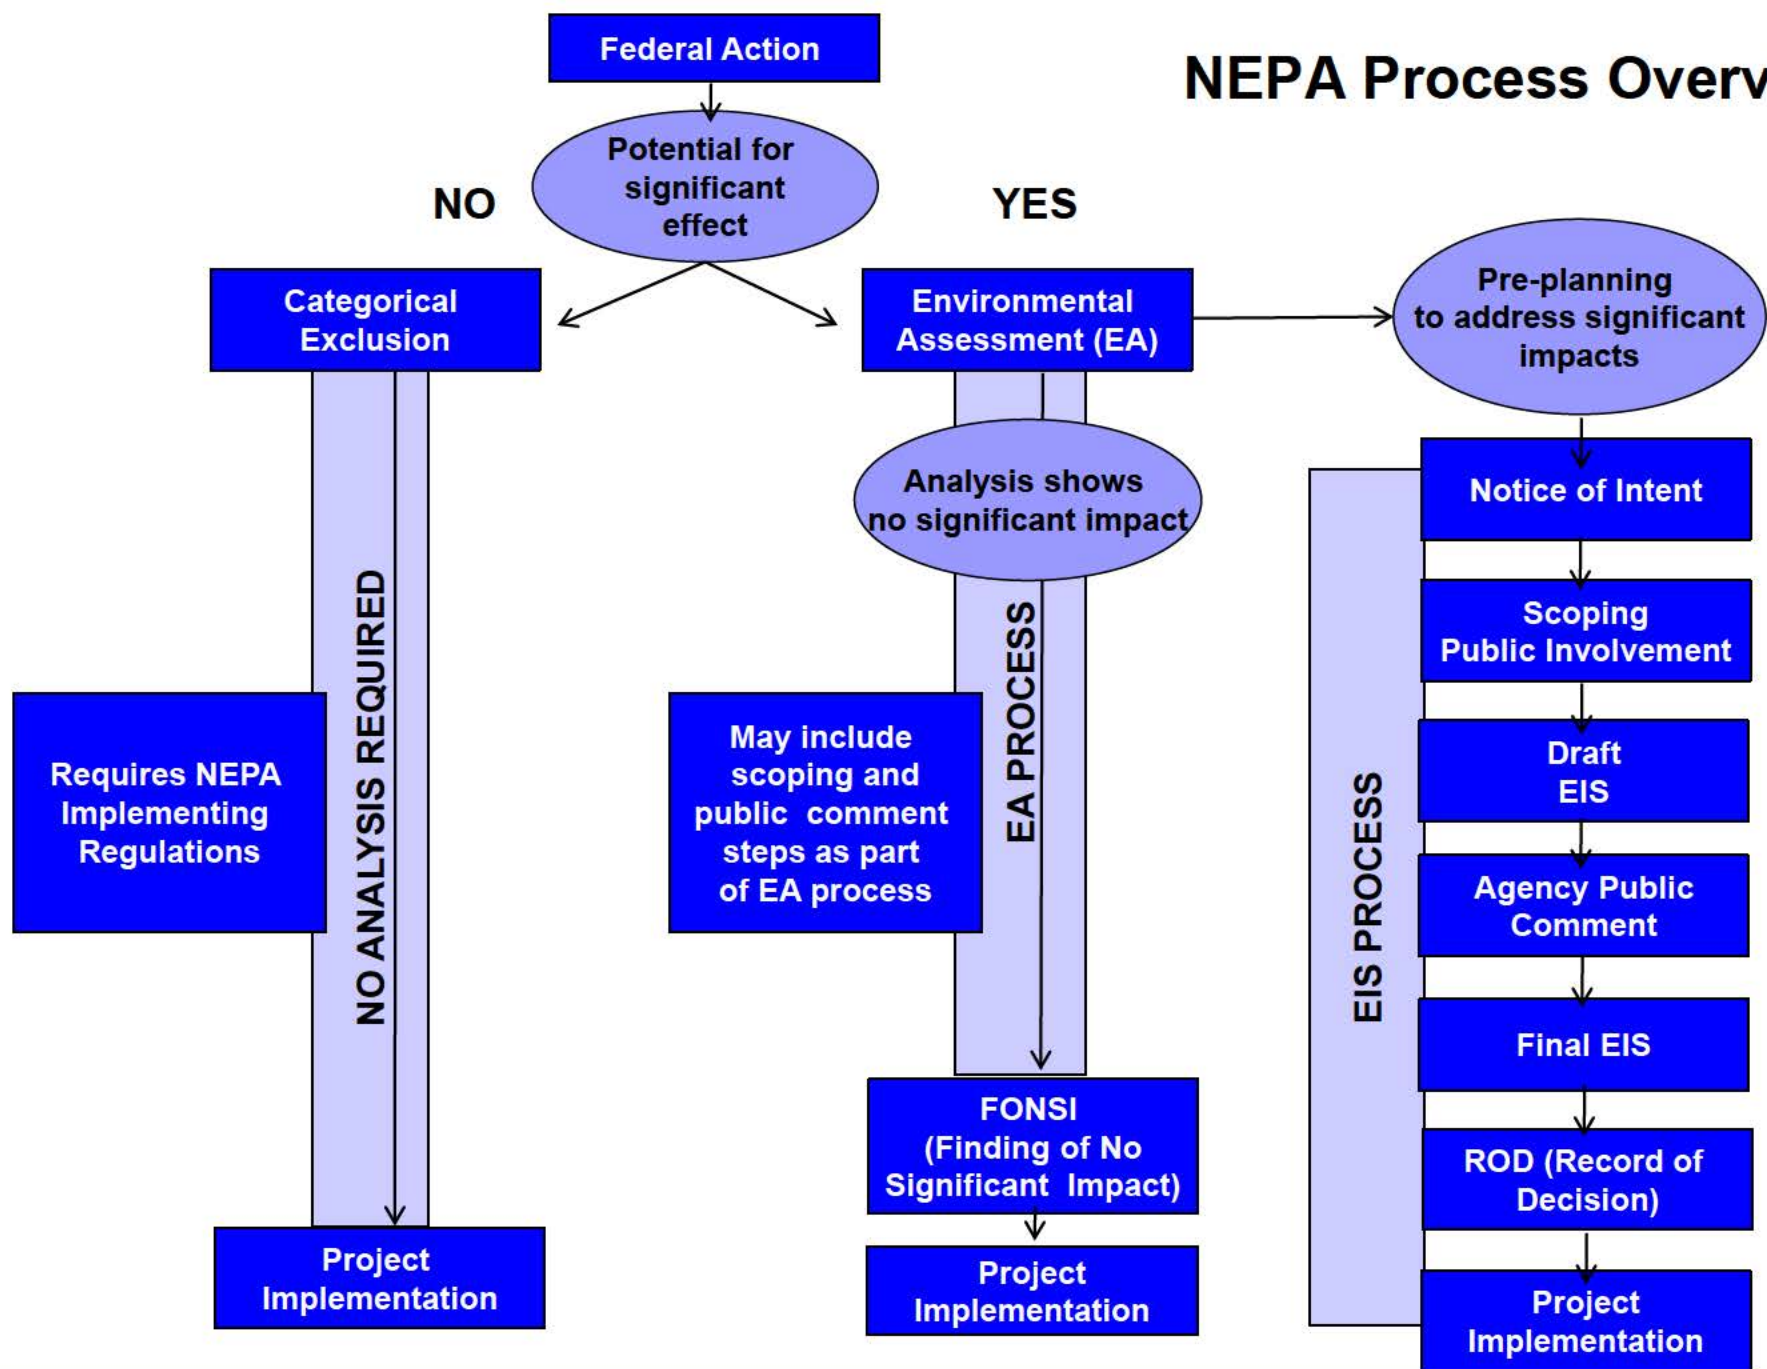 Federal Action
NEPA Process Overv
Potential for
significant
effect
NO
YES
Categorical
Exclusion
Environmental
Assessment (EA)
Pre-planning
to address significant
impacts
NO ANALYSIS REQUIRED
Requires NEPA
Implementing
Regulations
Project
Implementation
Analysis shows
no significant impact
EA PROCESS
May include
scoping and
public comment
steps as part
of EA process
FONSI
(Finding of No
Significant Impact)
Project
Implementation
EIS PROCESS
Notice of Intent
Scoping
Public Involvement
Draft
EIS
Agency Public
Comment
Final EIS
ROD (Record of
Decision)
Project
Implementation